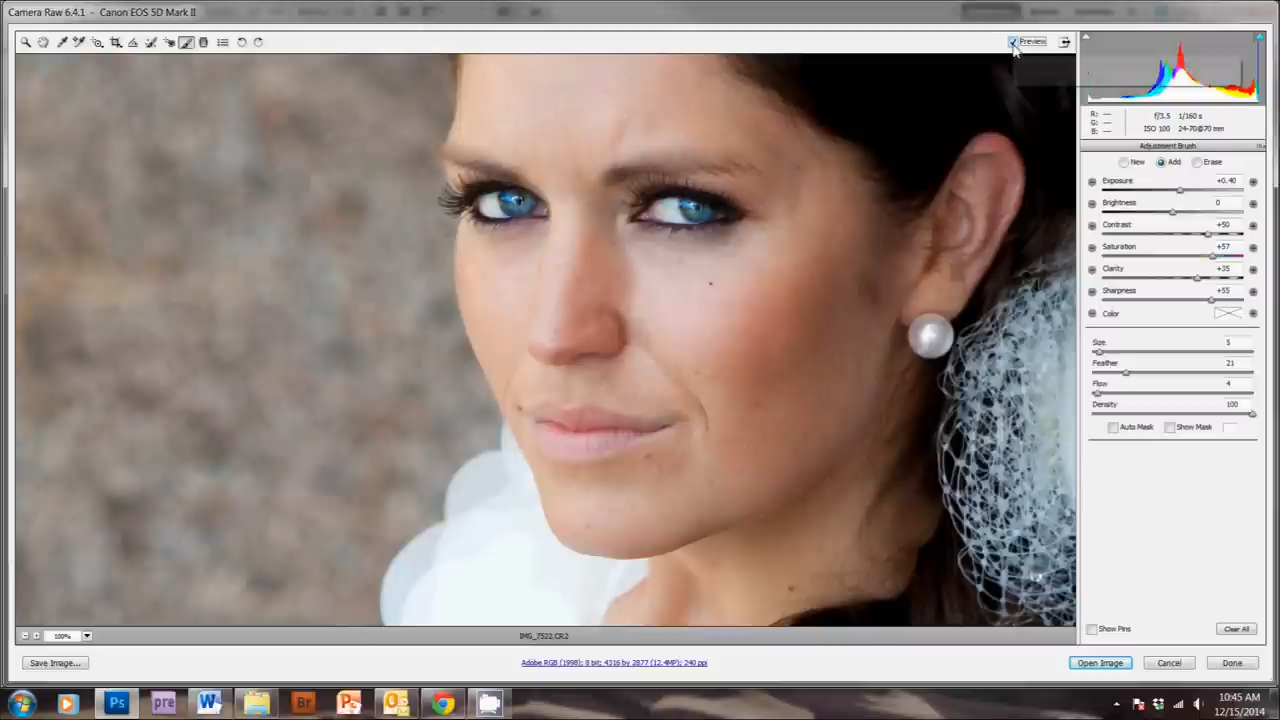 Camera Raw 6.4.1 - Canon EOS 5D Mark II
Preview
R: ---
G: ---
B: ---
f/3.5 1/160 s
ISO 100 24-70@70 mm
Adjustment Brush
New Add Erase
Exposure +0.40
Brightness 0
Contrast +50
Saturation +57
Clarity +35
Sharpness +55
Color
Size 5
Feather 21
Flow 4
Density 100
Auto Mask Show Mask
Show Pins Clear All
100% IMG_7522.CR2
Save Image... Adobe RGB (1998); 8 bit; 4316 by 2877 (12.4MP); 240 ppi Open Image Cancel Done
Ps pre W Br P O
10:45 AM
12/15/2014